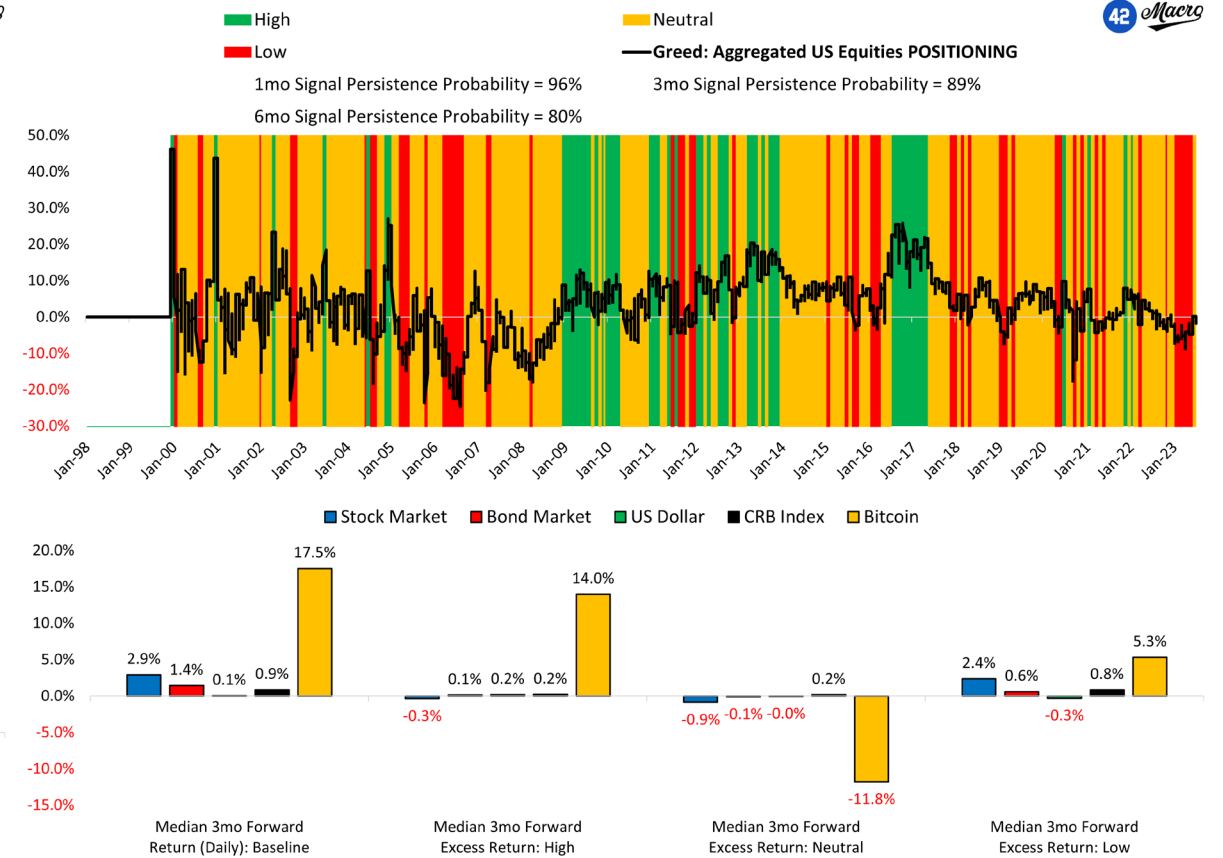 High
Neutral
42 Macro
Low
Greed: Aggregated US Equities POSITIONING
1mo Signal Persistence Probability = 96%
3mo Signal Persistence Probability = 89%
6mo Signal Persistence Probability = 80%
50.0%
40.0%
30.0%
20.0%
10.0%
0.0%
-10.0%
-20.0%
-30.0%
Jan-98 Jan-99 Jan-00 Jan-01 Jan-02 Jan-03 Jan-04 Jan-05 Jan-06 Jan-07 Jan-08 Jan-09 Jan-10 Jan-11 Jan-12 Jan-13 Jan-14 Jan-15 Jan-16 Jan-17 Jan-18 Jan-19 Jan-20 Jan-21 Jan-22 Jan-23
Stock Market Bond Market US Dollar CRB Index Bitcoin
20.0%
15.0%
10.0%
5.0%
0.0%
-5.0%
-10.0%
-15.0%
2.9% 1.4% 0.1% 0.9% 17.5%
-0.3% 0.1% 0.2% 0.2% 14.0%
-0.9% -0.1% -0.0% 0.2% -11.8%
2.4% 0.6% -0.3% 0.8% 5.3%
Median 3mo Forward
Return (Daily): Baseline
Median 3mo Forward
Excess Return: High
Median 3mo Forward
Excess Return: Neutral
Median 3mo Forward
Excess Return: Low